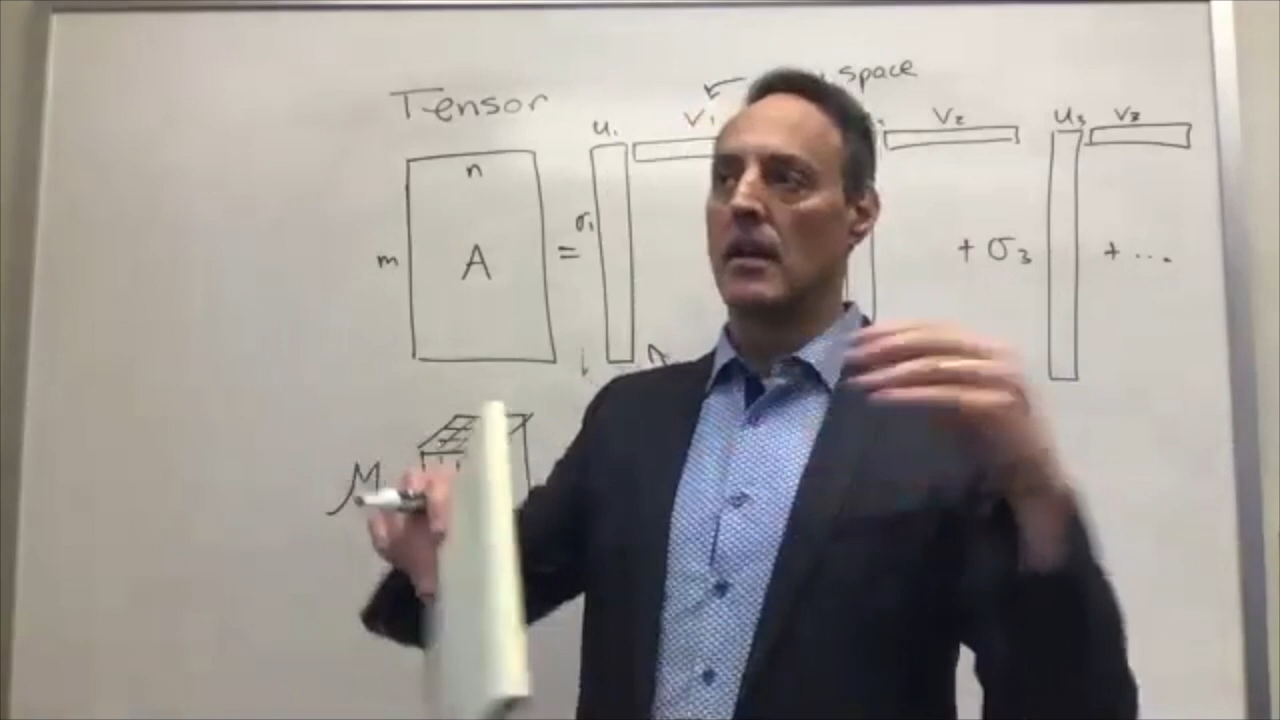 Tensor
space
u₁ V₁ V₂ u₃ V₃
n
m A = σ₁ + σ₃ + ...
M